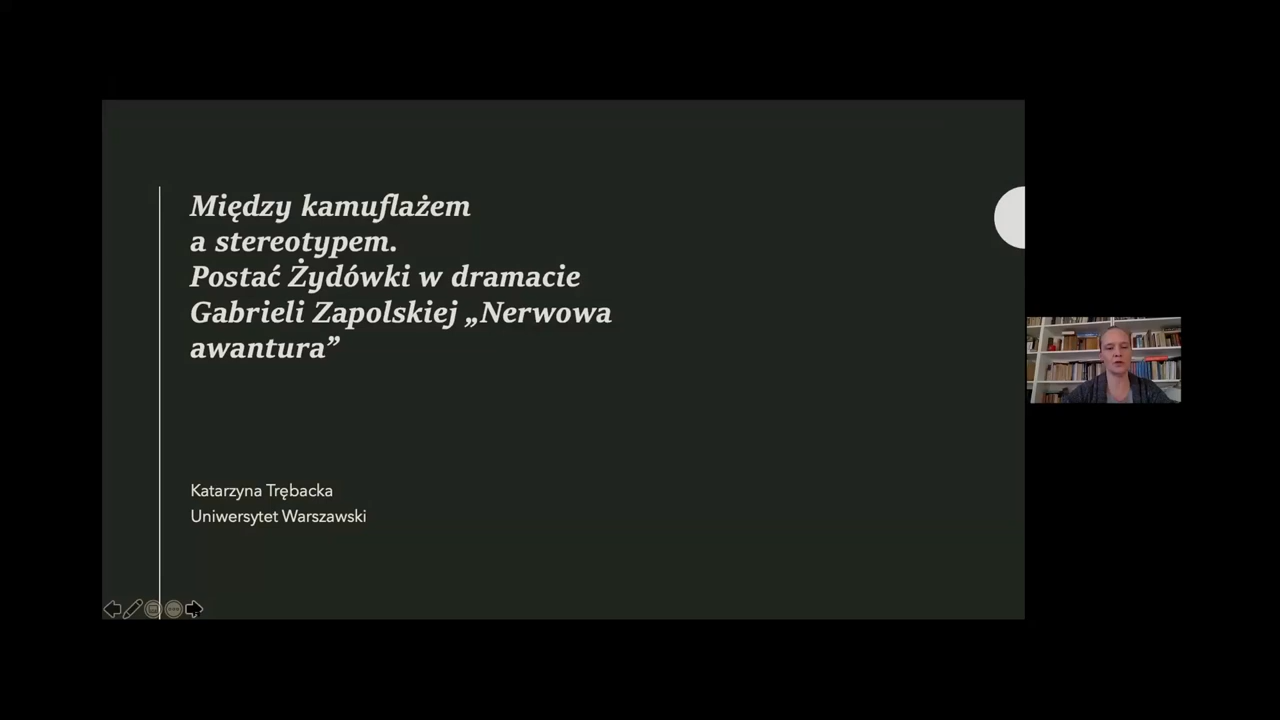 Między kamuflażem
a stereotypem.
Postać Żydówki w dramacie
Gabrieli Zapolskiej „Nerwowa
awantura”
Katarzyna Trębacka
Uniwersytet Warszawski